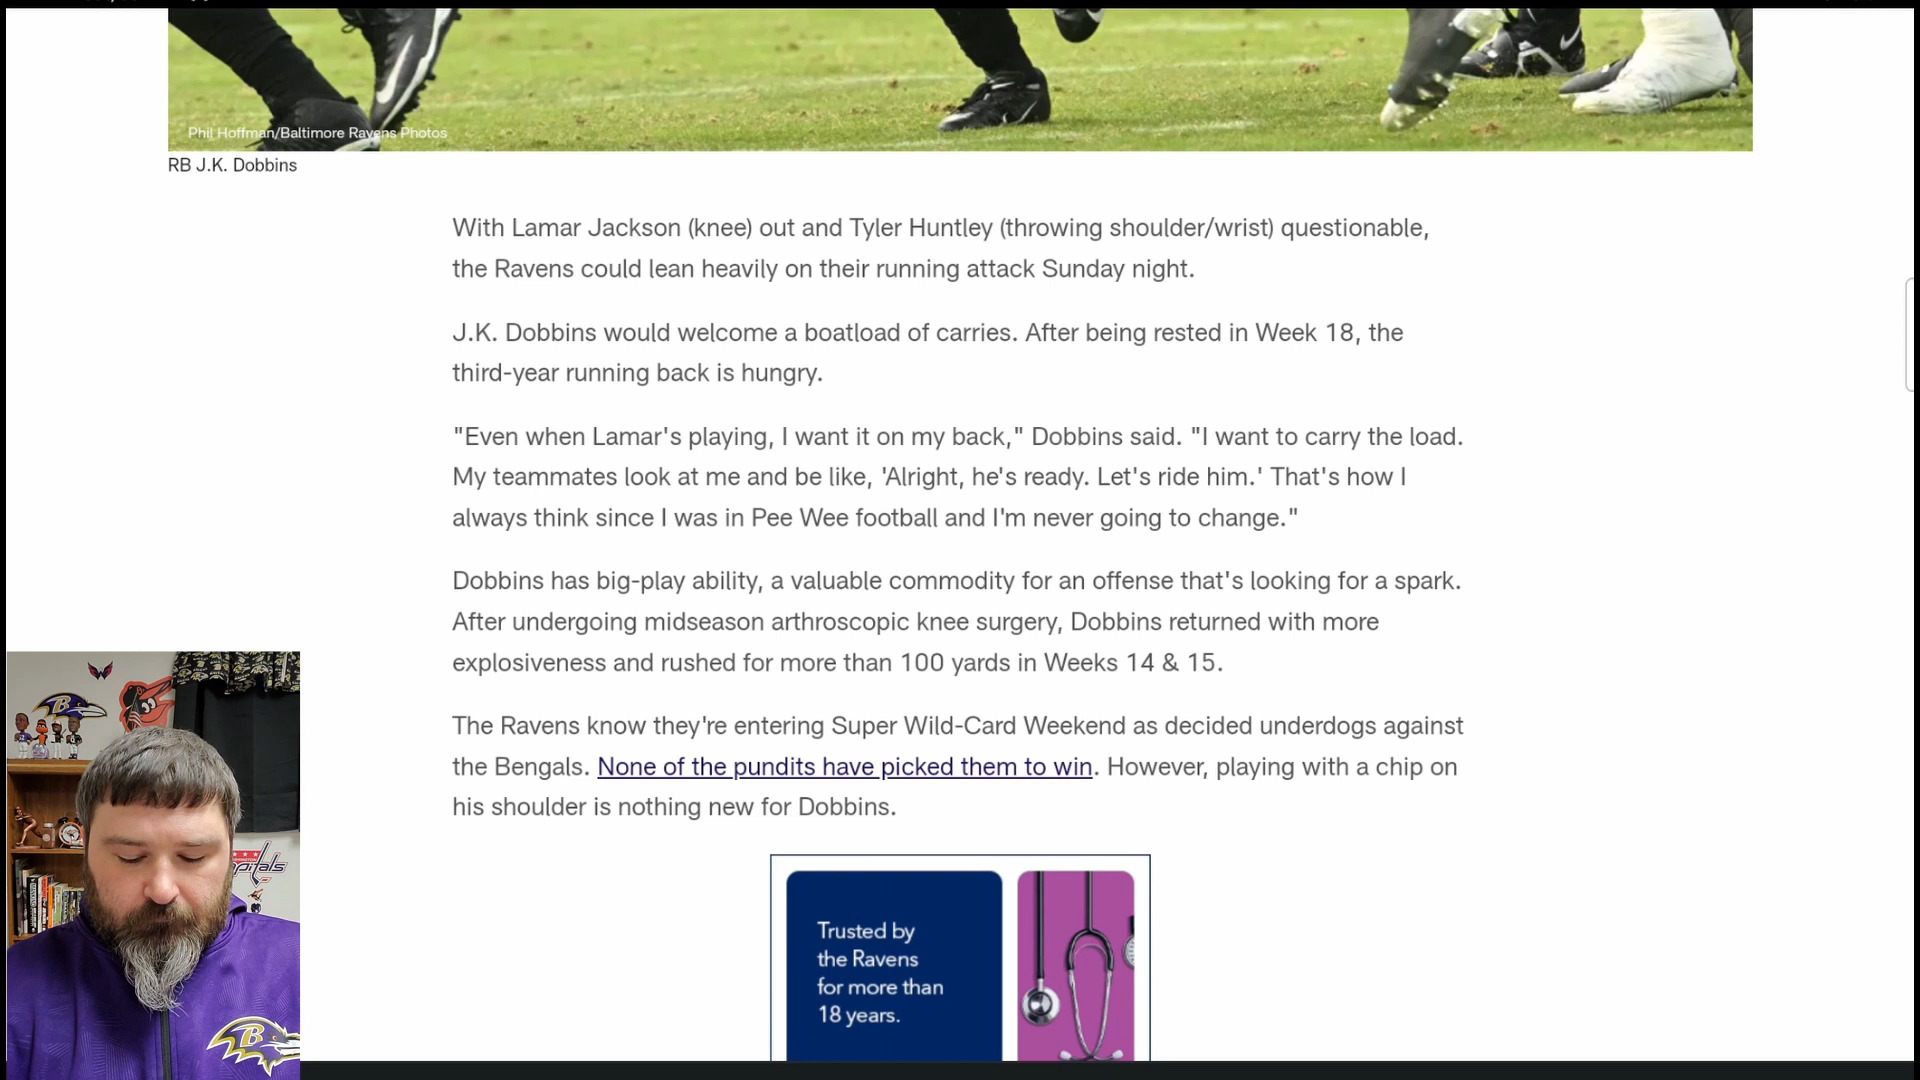 Phil Hoffman/Baltimore Ravens Photos
RB J.K. Dobbins
With Lamar Jackson (knee) out and Tyler Huntley (throwing shoulder/wrist) questionable,
the Ravens could lean heavily on their running attack Sunday night.
J.K. Dobbins would welcome a boatload of carries. After being rested in Week 18, the
third-year running back is hungry.
"Even when Lamar's playing, I want it on my back," Dobbins said. "I want to carry the load.
My teammates look at me and be like, 'Alright, he's ready. Let's ride him.' That's how I
always think since I was in Pee Wee football and I'm never going to change."
Dobbins has big-play ability, a valuable commodity for an offense that's looking for a spark.
After undergoing midseason arthroscopic knee surgery, Dobbins returned with more
explosiveness and rushed for more than 100 yards in Weeks 14 & 15.
The Ravens know they're entering Super Wild-Card Weekend as decided underdogs against
the Bengals. None of the pundits have picked them to win. However, playing with a chip on
his shoulder is nothing new for Dobbins.
B
B
Trusted by
the Ravens
for more than
18 years.